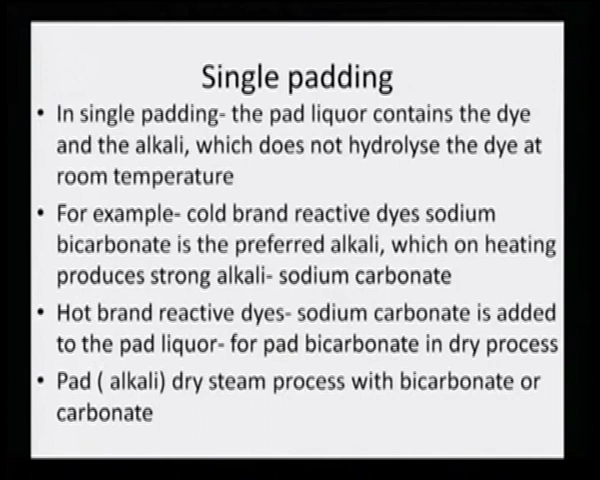 Single padding
• In single padding- the pad liquor contains the dye
and the alkali, which does not hydrolyse the dye at
room temperature
• For example- cold brand reactive dyes sodium
bicarbonate is the preferred alkali, which on heating
produces strong alkali- sodium carbonate
• Hot brand reactive dyes- sodium carbonate is added
to the pad liquor- for pad bicarbonate in dry process
• Pad ( alkali) dry steam process with bicarbonate or
carbonate